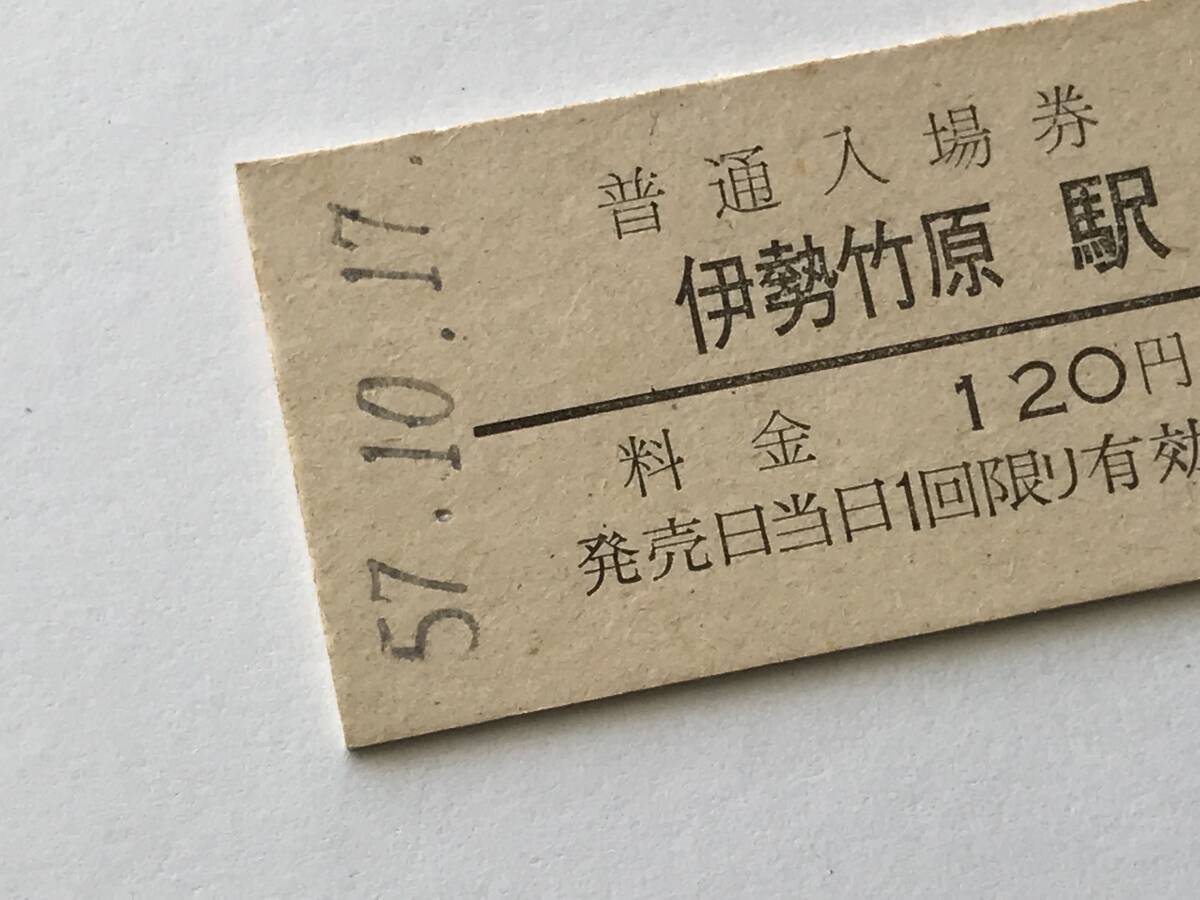 57.10.17.
普通入場券
伊勢竹原駅
料金 120円
発売日当日1回限り有効